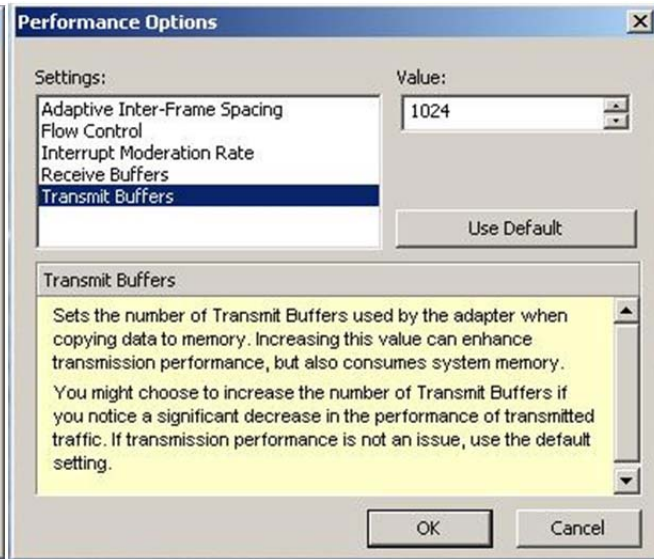 Performance Options
Settings:
Value:
Adaptive Inter-Frame Spacing
1024
Flow Control
Interrupt Moderation Rate
Receive Buffers
Transmit Buffers
Use Default
Transmit Buffers
Sets the number of Transmit Buffers used by the adapter when
copying data to memory. Increasing this value can enhance
transmission performance, but also consumes system memory.
You might choose to increase the number of Transmit Buffers if
you notice a significant decrease in the performance of transmitted
traffic. If transmission performance is not an issue, use the default
setting.
OK
Cancel